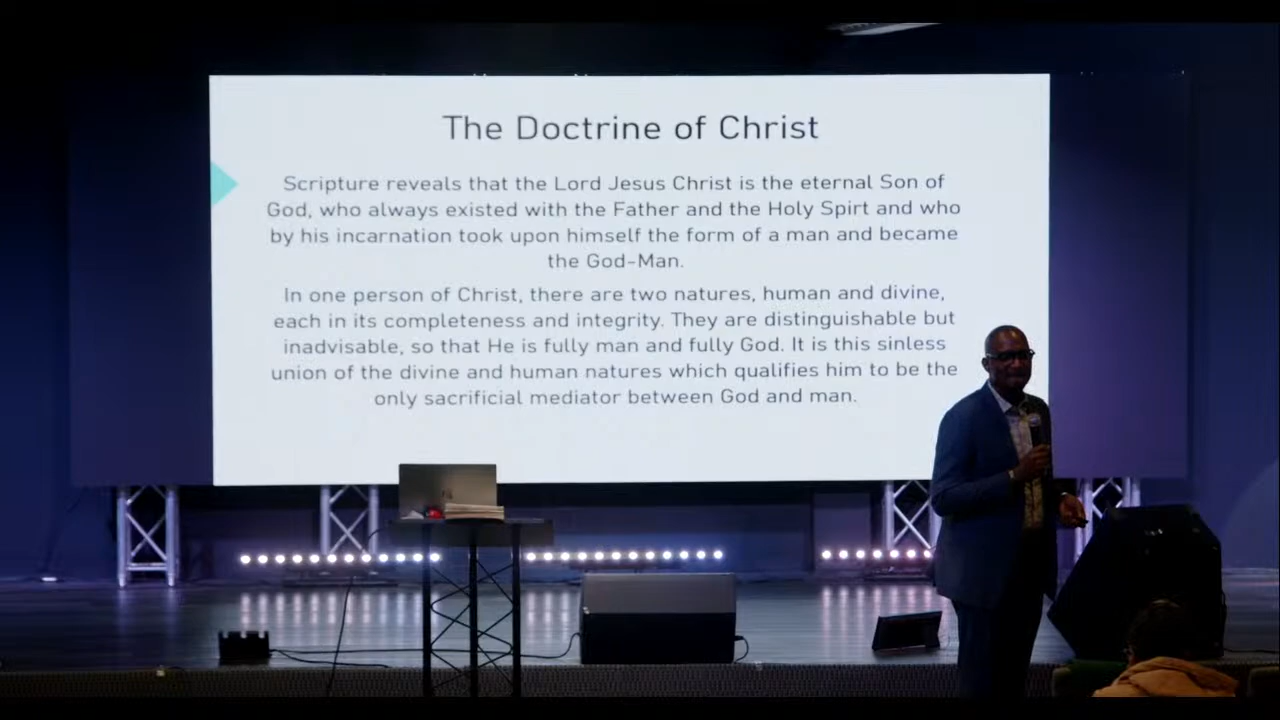 The Doctrine of Christ
Scripture reveals that the Lord Jesus Christ is the eternal Son of
God, who always existed with the Father and the Holy Spirt and who
by his incarnation took upon himself the form of a man and became
the God-Man.
In one person of Christ, there are two natures, human and divine,
each in its completeness and integrity. They are distinguishable but
inadvisable, so that He is fully man and fully God. It is this sinless
union of the divine and human natures which qualifies him to be the
only sacrificial mediator between God and man.